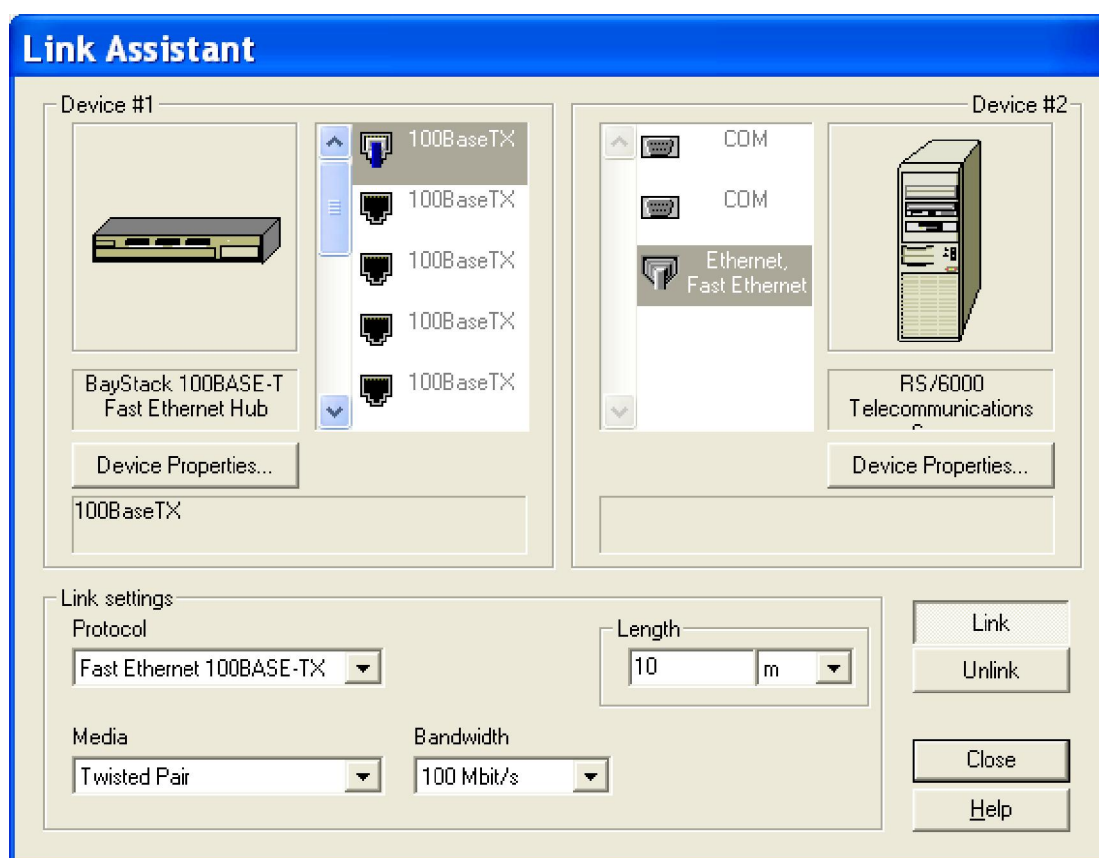 Link Assistant
Device #1
Device #2
100BaseTX
100BaseTX
100BaseTX
100BaseTX
100BaseTX
COM
COM
Ethernet,
Fast Ethernet
BayStack 100BASE-T
Fast Ethernet Hub
RS/6000
Telecommunications
Device Properties...
Device Properties...
100BaseTX
Link settings
Protocol
Fast Ethernet 100BASE-TX
Length
10
m
Media
Twisted Pair
Bandwidth
100 Mbit/s
Link
Unlink
Close
Help